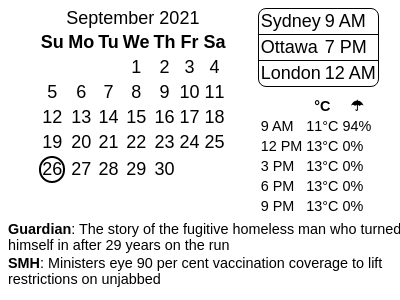 September 2021
Su Mo Tu We Th Fr Sa
1 2 3 4
5 6 7 8 9 10 11
12 13 14 15 16 17 18
19 20 21 22 23 24 25
26 27 28 29 30
Sydney 9 AM
Ottawa 7 PM
London 12 AM
°C ☂
9 AM 11°C 94%
12 PM 13°C 0%
3 PM 13°C 0%
6 PM 13°C 0%
9 PM 13°C 0%
Guardian: The story of the fugitive homeless man who turned
himself in after 29 years on the run
SMH: Ministers eye 90 per cent vaccination coverage to lift
restrictions on unjabbed